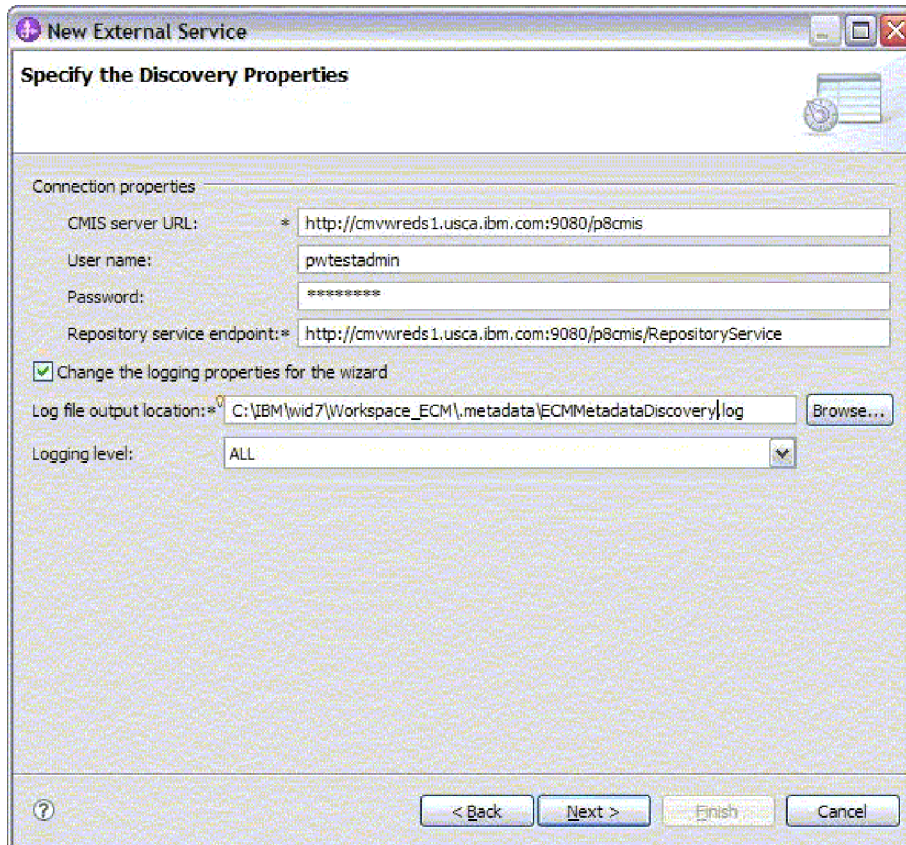 New External Service
Specify the Discovery Properties
Connection properties
CMIS server URL: * http://cmvwreds1.usca.ibm.com:9080/p8cmis
User name: pwtestadmin
Password: ********
Repository service endpoint:* http://cmvwreds1.usca.ibm.com:9080/p8cmis/RepositoryService
Change the logging properties for the wizard
Log file output location:* C:\IBM\wid7\Workspace_ECM\.metadata\ECMMetadataDiscovery.log Browse...
Logging level: ALL
? < Back Next > Finish Cancel